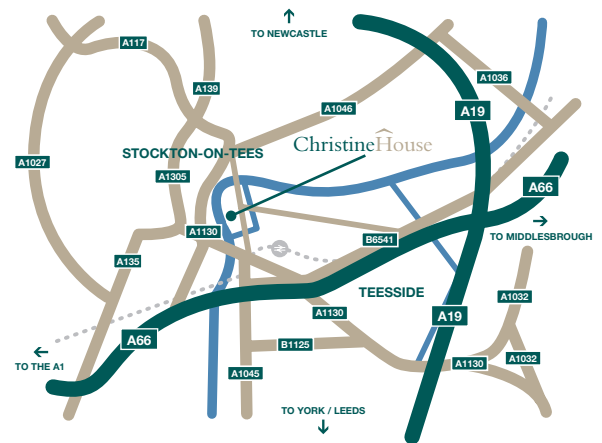 TO NEWCASTLE
A117
A1036
A139
A19
A1046
ChristineHouse
STOCKTON-ON-TEES
A1027
A1305
A66
A1130
TO MIDDLESBROUGH
B6541
A135
TEESSIDE
A1032
A1130
A19
A66
B1125
A1032
TO THE A1
A1045
A1130
TO YORK / LEEDS